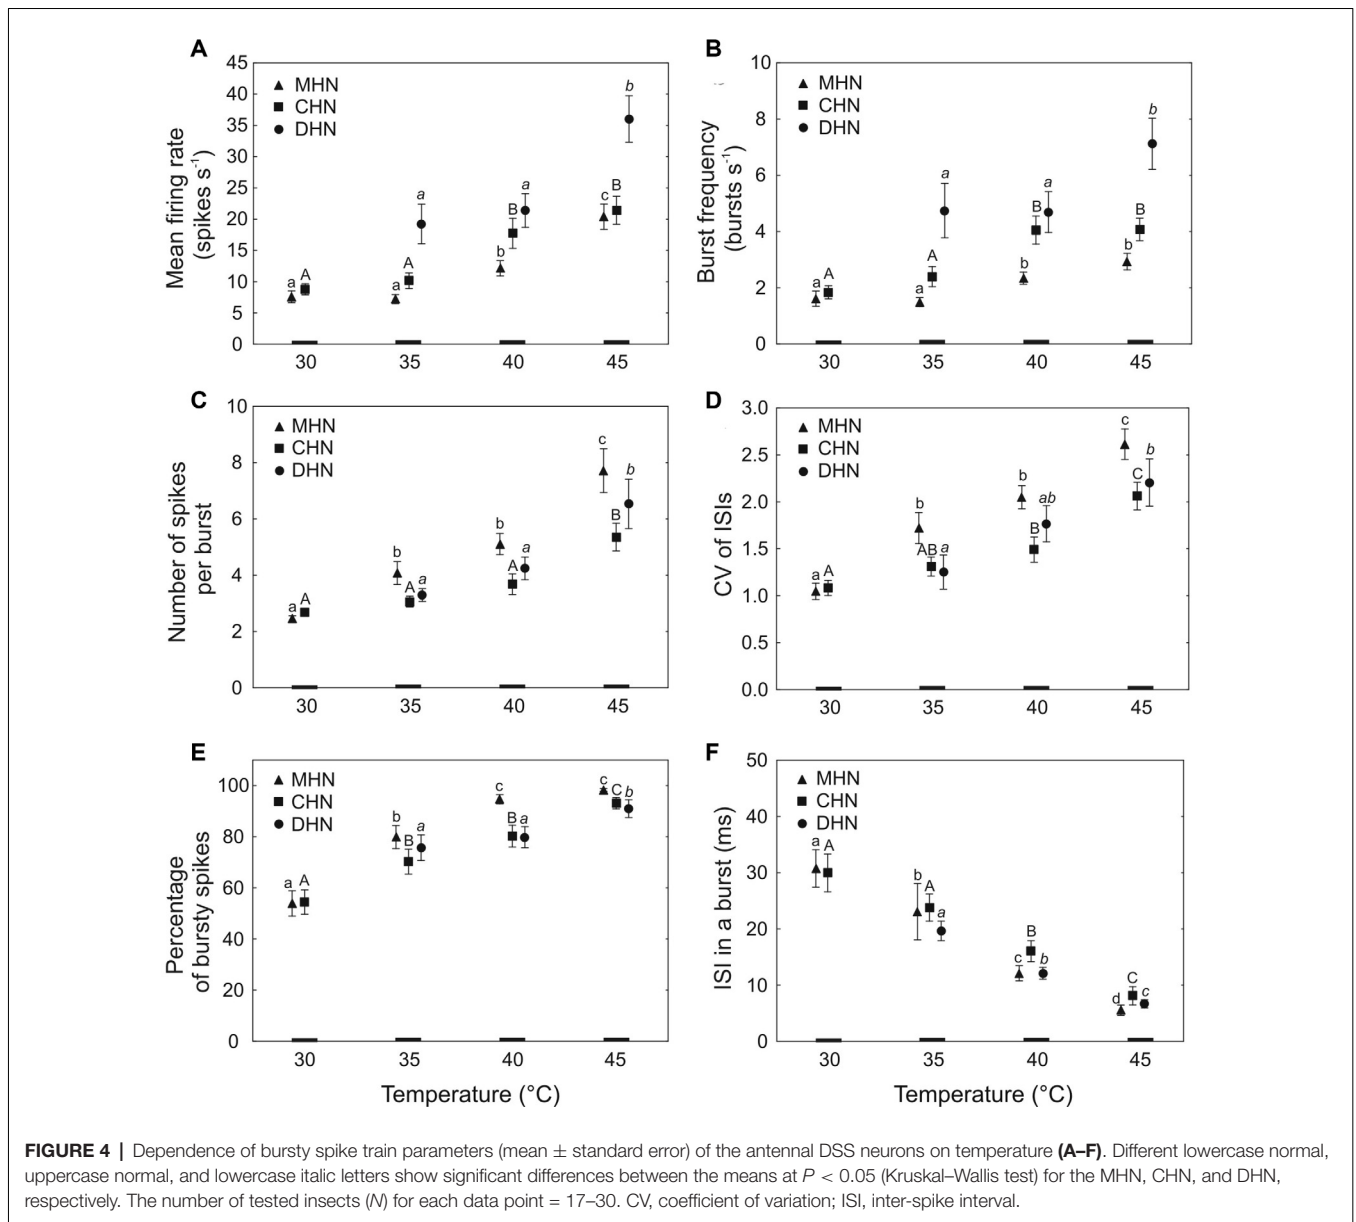 A
Mean firing rate
(spikes s-1)
45
40
35
30
25
20
15
10
5
0
MHN
CHN
DHN
a A
a A a
b B a
c B b
30 35 40 45
B
Burst frequency
(bursts s-1)
10
8
6
4
2
0
MHN
CHN
DHN
a A
a A a
b B a
b B b
30 35 40 45
C
Number of spikes
per burst
10
8
6
4
2
0
MHN
CHN
DHN
a A
b A a
b A a
c B b
30 35 40 45
D
CV of ISIs
3.0
2.5
2.0
1.5
1.0
0.5
0.0
MHN
CHN
DHN
a A
b AB a
b B ab
c C b
30 35 40 45
E
Percentage
of bursty spikes
100
80
60
40
20
0
MHN
CHN
DHN
a A
b B a
c B a
c C b
30 35 40 45
Temperature (°C)
F
ISI in a burst (ms)
50
40
30
20
10
0
MHN
CHN
DHN
a A
b A a
c B b
d C c
30 35 40 45
Temperature (°C)
FIGURE 4 | Dependence of bursty spike train parameters (mean ± standard error) of the antennal DSS neurons on temperature (A–F). Different lowercase normal,
uppercase normal, and lowercase italic letters show significant differences between the means at P < 0.05 (Kruskal–Wallis test) for the MHN, CHN, and DHN,
respectively. The number of tested insects (N) for each data point = 17–30. CV, coefficient of variation; ISI, inter-spike interval.